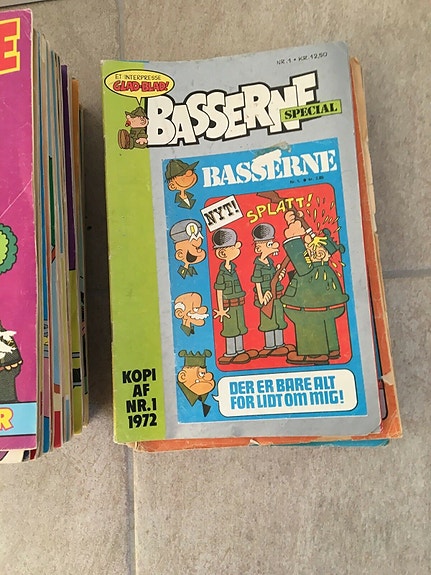 E
R
NR.1 • KR.12,50
ET INTERPRESSE
GLAD-BLAD!
BASSERNE
SPECIAL
BASSERNE
NYT!
SPLATT!
KOPI
AF
NR.1
1972
DER ER BARE ALT
FOR LIDT OM MIG!